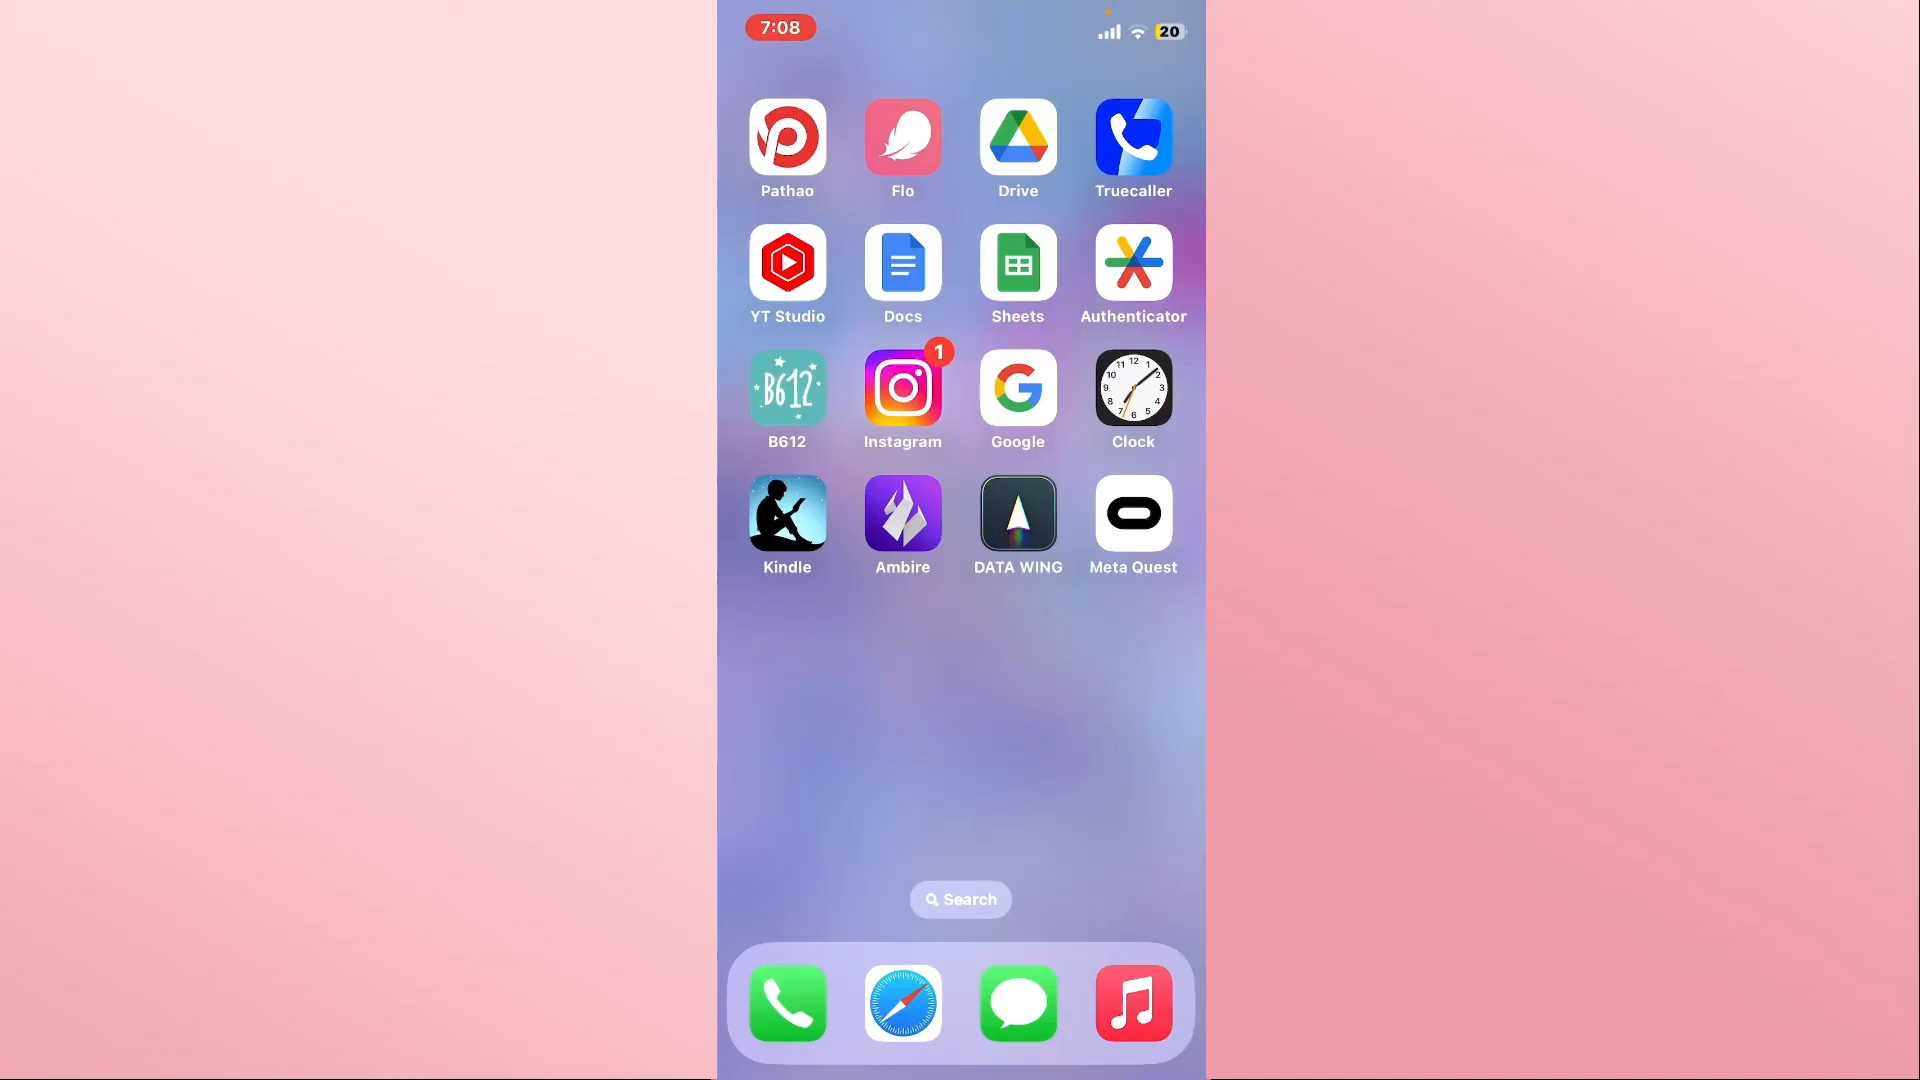 7:08
20
Pathao Flo Drive Truecaller
YT Studio Docs Sheets Authenticator
B612
1
B612 Instagram Google Clock
Kindle Ambire DATA WING Meta Quest
Search